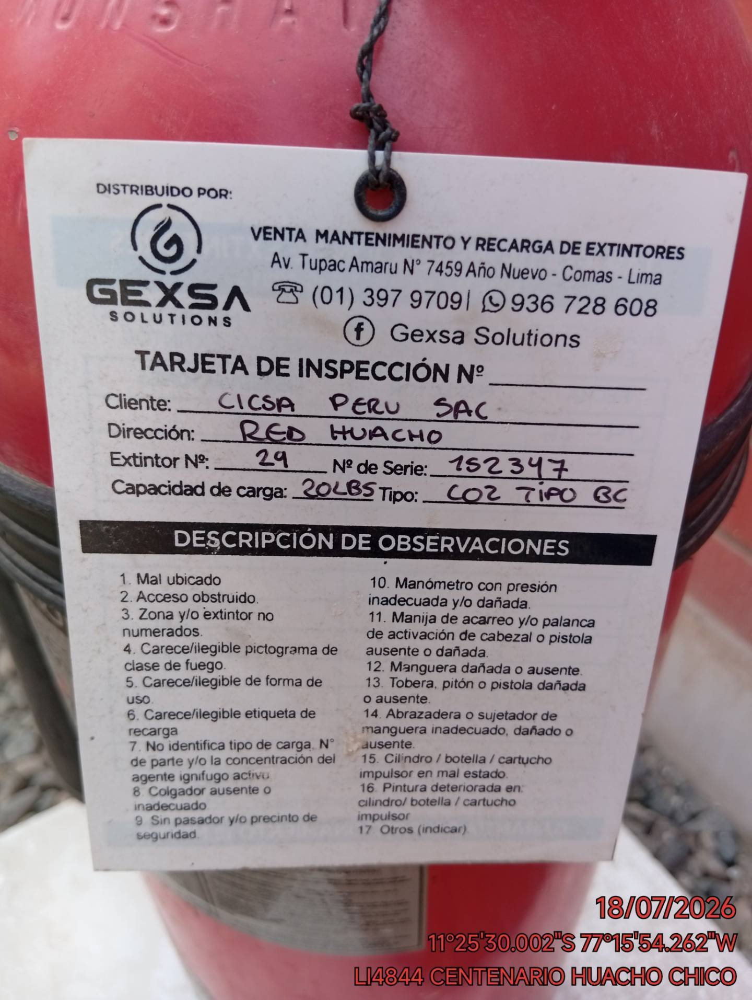 DISTRIBUÍDO POR:
GEXSA
SOLUTIONS
VENTA MANTENIMIENTO Y RECARGA DE EXTINTORES
Av. Tupac Amaru N° 7459 Año Nuevo - Comas - Lima
(01) 397 9709| 936 728 608
Gexsa Solutions
TARJETA DE INSPECCIÓN Nº
Cliente: CICSA PERU SAC
Dirección: RED HUACHO
Extintor Nº: 29 Nº de Serie: 152347
Capacidad de carga: 20LBS Tipo: CO2 TIPO BC
DESCRIPCIÓN DE OBSERVACIONES
1. Mal ubicado
2. Acceso obstruido.
3. Zona y/o extintor no
numerados.
4. Carece/ilegible pictograma de
clase de fuego.
5. Carece/ilegible de forma de
uso.
6. Carece/ilegible etiqueta de
recarga
7. No identifica tipo de carga, N°
de parte y/o la concentración del
agente ignifugo activo.
8. Colgador ausente o
inadecuado
9. Sin pasador y/o precinto de
seguridad.
10. Manómetro con presión
inadecuada y/o dañada.
11. Manija de acarreo y/o palanca
de activación de cabezal o pistola
ausente o dañada.
12. Manguera dañada o ausente.
13. Tobera, pitón o pistola dañada
o ausente.
14. Abrazadera o sujetador de
manguera inadecuado, dañado o
ausente.
15. Cilindro / botella / cartucho
impulsor en mal estado.
16. Pintura deteriorada en:
cilindro/ botella / cartucho
impulsor
17. Otros (indicar).
18/07/2026
11°25'30.002"S 77°15'54.262"W
LI4844 CENTENARIO HUACHO CHICO